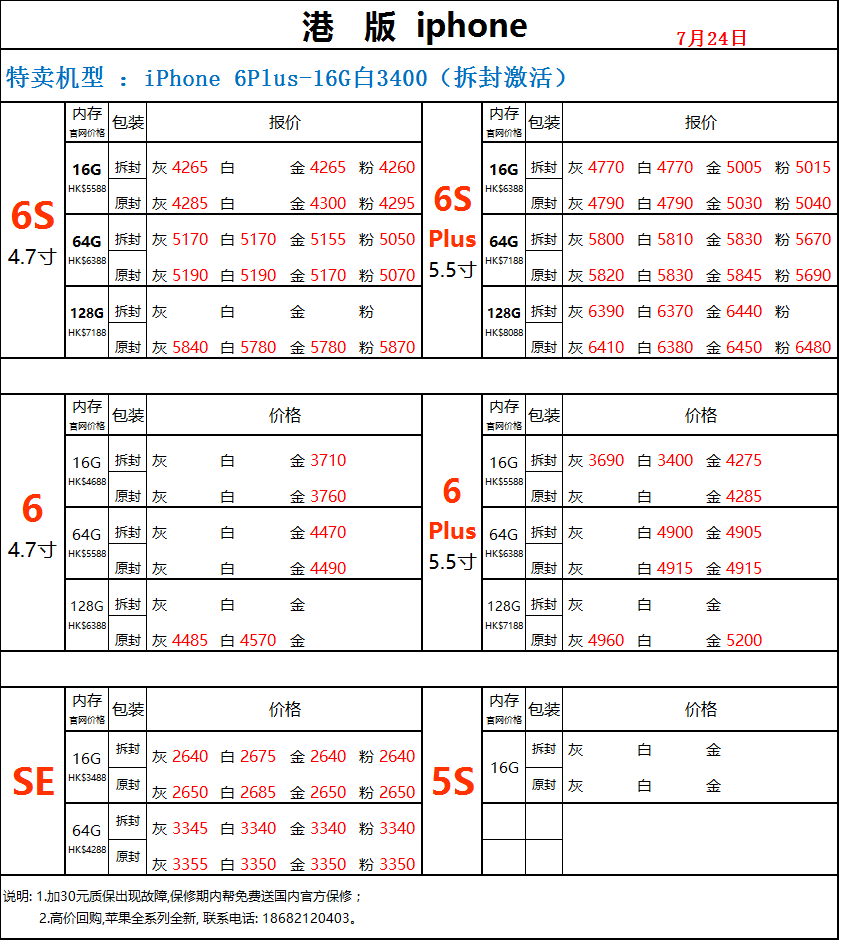 港 版 iphone
7月24日
特卖机型 ：iPhone 6Plus-16G白3400（拆封激活）
6S
4.7寸
内存 官网价格 包装 报价
16G HK$5588
拆封 灰 4265 白 金 4265 粉 4260
原封 灰 4285 白 金 4300 粉 4295
64G HK$6388
拆封 灰 5170 白 5170 金 5155 粉 5050
原封 灰 5190 白 5190 金 5170 粉 5070
128G HK$7188
拆封 灰 白 金 粉
原封 灰 5840 白 5780 金 5780 粉 5870
6S
Plus
5.5寸
内存 官网价格 包装 报价
16G HK$6388
拆封 灰 4770 白 4770 金 5005 粉 5015
原封 灰 4790 白 4790 金 5030 粉 5040
64G HK$7188
拆封 灰 5800 白 5810 金 5830 粉 5670
原封 灰 5820 白 5830 金 5845 粉 5690
128G HK$8088
拆封 灰 6390 白 6370 金 6440 粉
原封 灰 6410 白 6380 金 6450 粉 6480
6
4.7寸
内存 官网价格 包装 价格
16G HK$4688
拆封 灰 白 金 3710
原封 灰 白 金 3760
64G HK$5588
拆封 灰 白 金 4470
原封 灰 白 金 4490
128G HK$6388
拆封 灰 白 金
原封 灰 4485 白 4570 金
6
Plus
5.5寸
内存 官网价格 包装 价格
16G HK$5588
拆封 灰 3690 白 3400 金 4275
原封 灰 白 金 4285
64G HK$6388
拆封 灰 白 4900 金 4905
原封 灰 白 4915 金 4915
128G HK$7188
拆封 灰 白 金
原封 灰 4960 白 金 5200
SE
内存 官网价格 包装 价格
16G HK$3488
拆封 灰 2640 白 2675 金 2640 粉 2640
原封 灰 2650 白 2685 金 2650 粉 2650
64G HK$4288
拆封 灰 3345 白 3340 金 3340 粉 3340
原封 灰 3355 白 3350 金 3350 粉 3350
5S
内存 官网价格 包装 价格
16G
拆封 灰 白 金
原封 灰 白 金
说明: 1.加30元质保出现故障,保修期内帮免费送国内官方保修；
2.高价回购,苹果全系列全新, 联系电话: 18682120403。